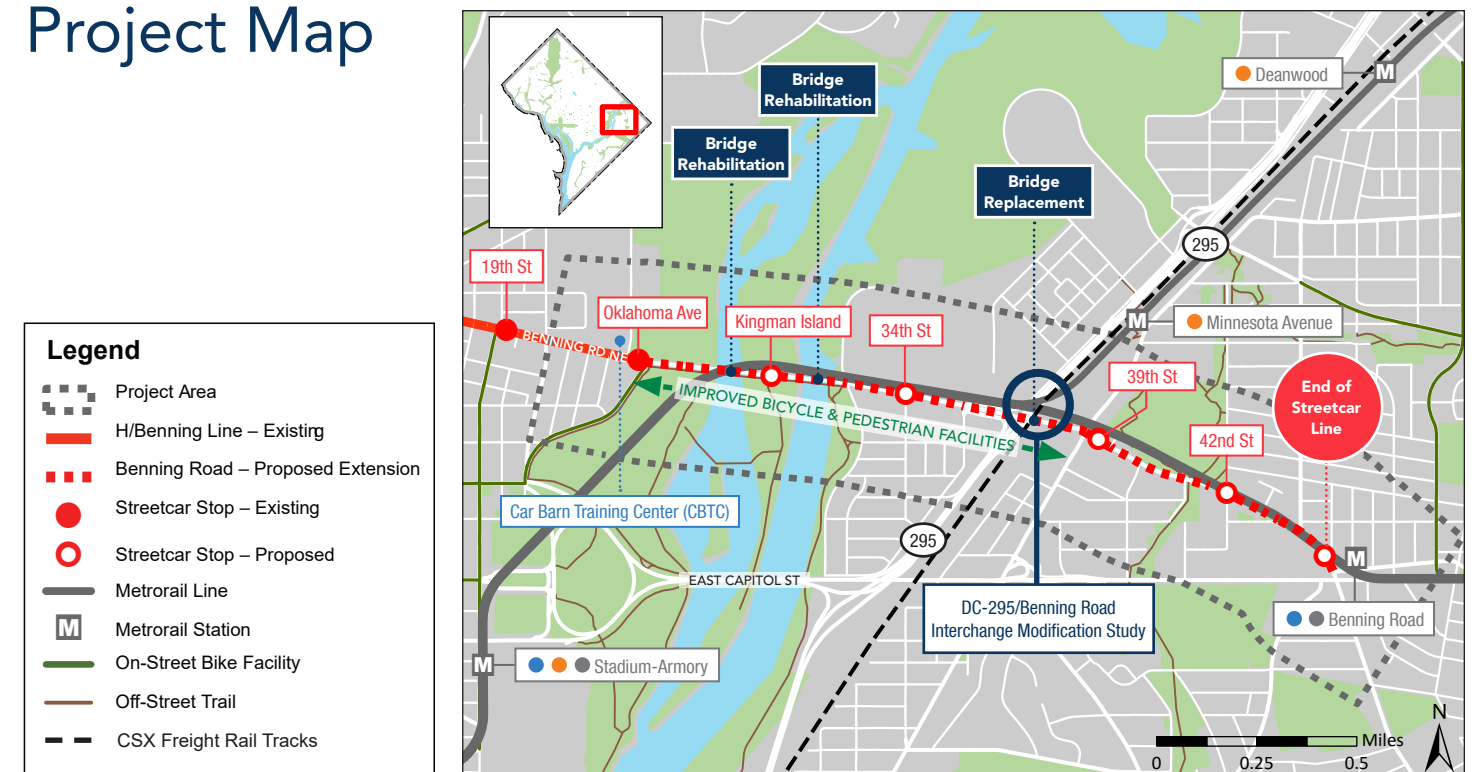 Project Map
Legend
Project Area
H/Benning Line – Existing
Benning Road – Proposed Extension
Streetcar Stop – Existing
Streetcar Stop – Proposed
Metrorail Line
M
Metrorail Station
On-Street Bike Facility
Off-Street Trail
CSX Freight Rail Tracks
Bridge
Rehabilitation
Bridge
Rehabilitation
Bridge
Replacement
Deanwood
M
295
19th St
Oklahoma Ave
Kingman Island
34th St
M
Minnesota Avenue
BENNING RD NE
39th St
End of
Streetcar
Line
IMPROVED BICYCLE & PEDESTRIAN FACILITIES
42nd St
Car Barn Training Center (CBTC)
295
M
EAST CAPITOL ST
DC-295/Benning Road
Interchange Modification Study
Benning Road
M
Stadium-Armory
N
Miles
0
0.25
0.5